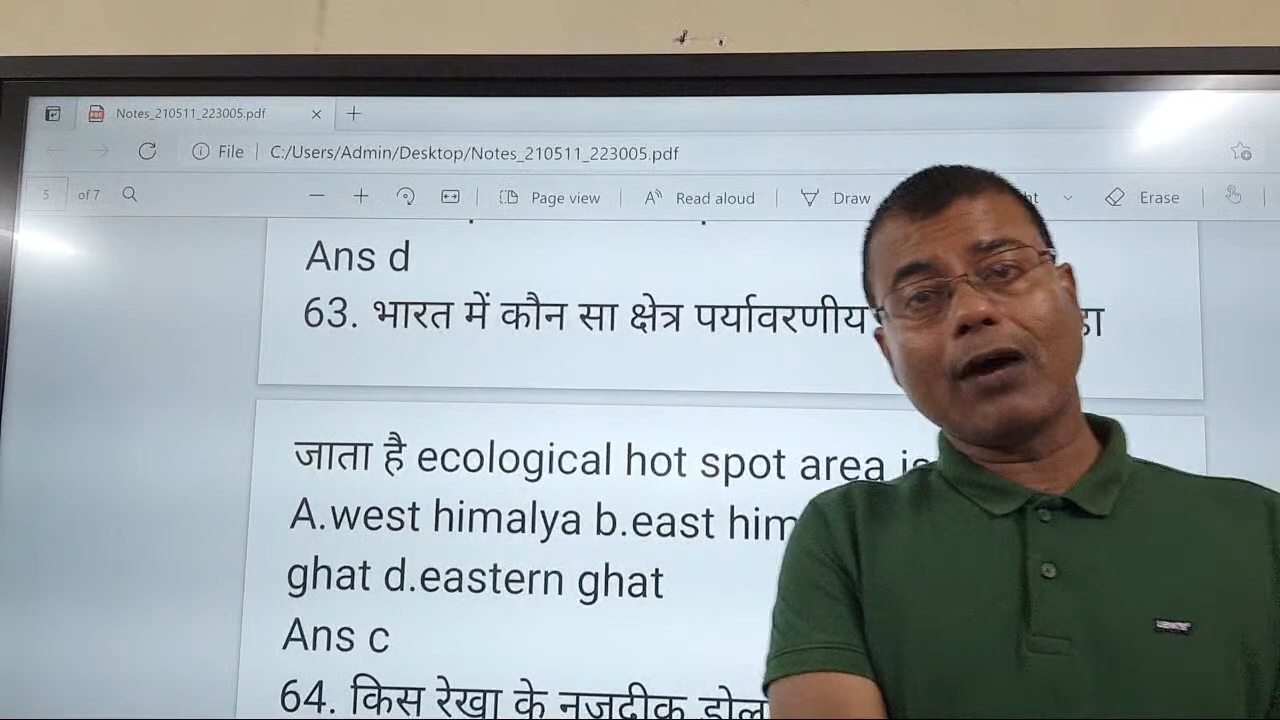 Notes_210511_223005.pdf
File | C:/Users/Admin/Desktop/Notes_210511_223005.pdf
5 of 7 Page view Read aloud Draw Erase
Ans d
63. भारत में कौन सा क्षेत्र पर्यावरणीय
जाता है ecological hot spot area is
A.west himalya b.east him
ghat d.eastern ghat
Ans c
64. किस रेखा के नजदीक